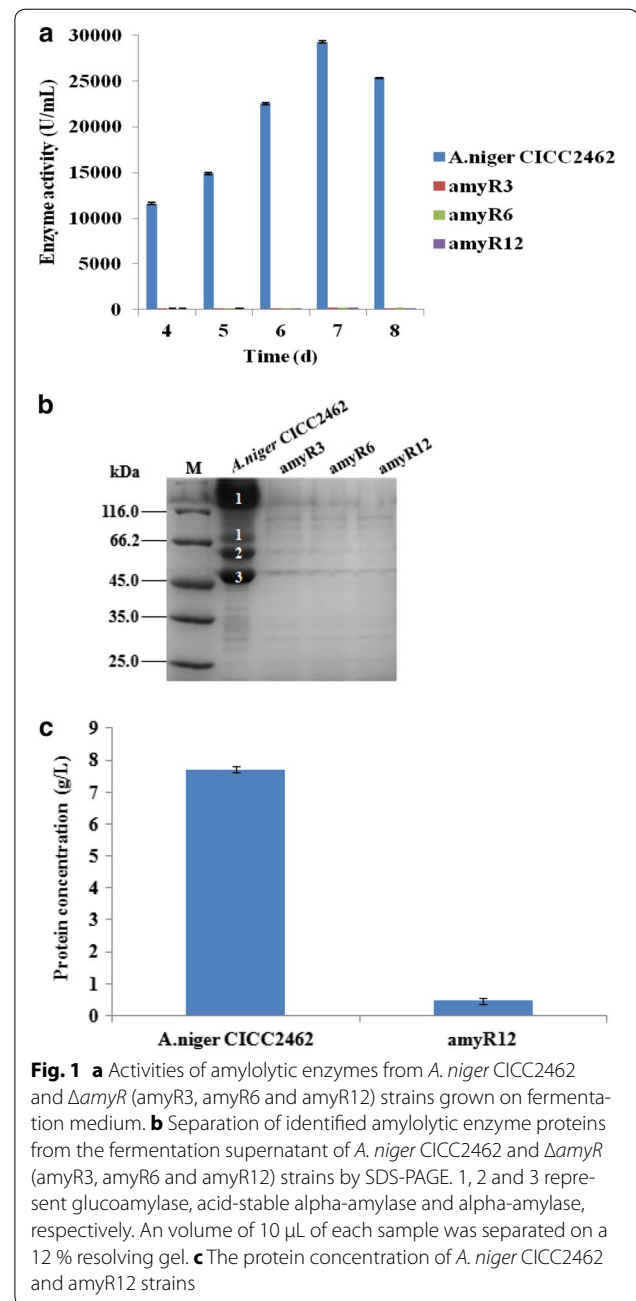 a
30000
25000
20000
15000
10000
5000
0
Enzyme activity (U/mL)
4 5 6 7 8
Time (d)
A.niger CICC2462
amyR3
amyR6
amyR12
b
kDa M A.niger CICC2462 amyR3 amyR6 amyR12
116.0
66.2
45.0
35.0
25.0
1
1
2
3
c
9
8
7
6
5
4
3
2
1
0
Protein concentration (g/L)
A.niger CICC2462 amyR12
Fig. 1 a Activities of amylolytic enzymes from A. niger CICC2462
and ΔamyR (amyR3, amyR6 and amyR12) strains grown on fermenta-
tion medium. b Separation of identified amylolytic enzyme proteins
from the fermentation supernatant of A. niger CICC2462 and ΔamyR
(amyR3, amyR6 and amyR12) strains by SDS-PAGE. 1, 2 and 3 repre-
sent glucoamylase, acid-stable alpha-amylase and alpha-amylase,
respectively. An volume of 10 μL of each sample was separated on a
12 % resolving gel. c The protein concentration of A. niger CICC2462
and amyR12 strains